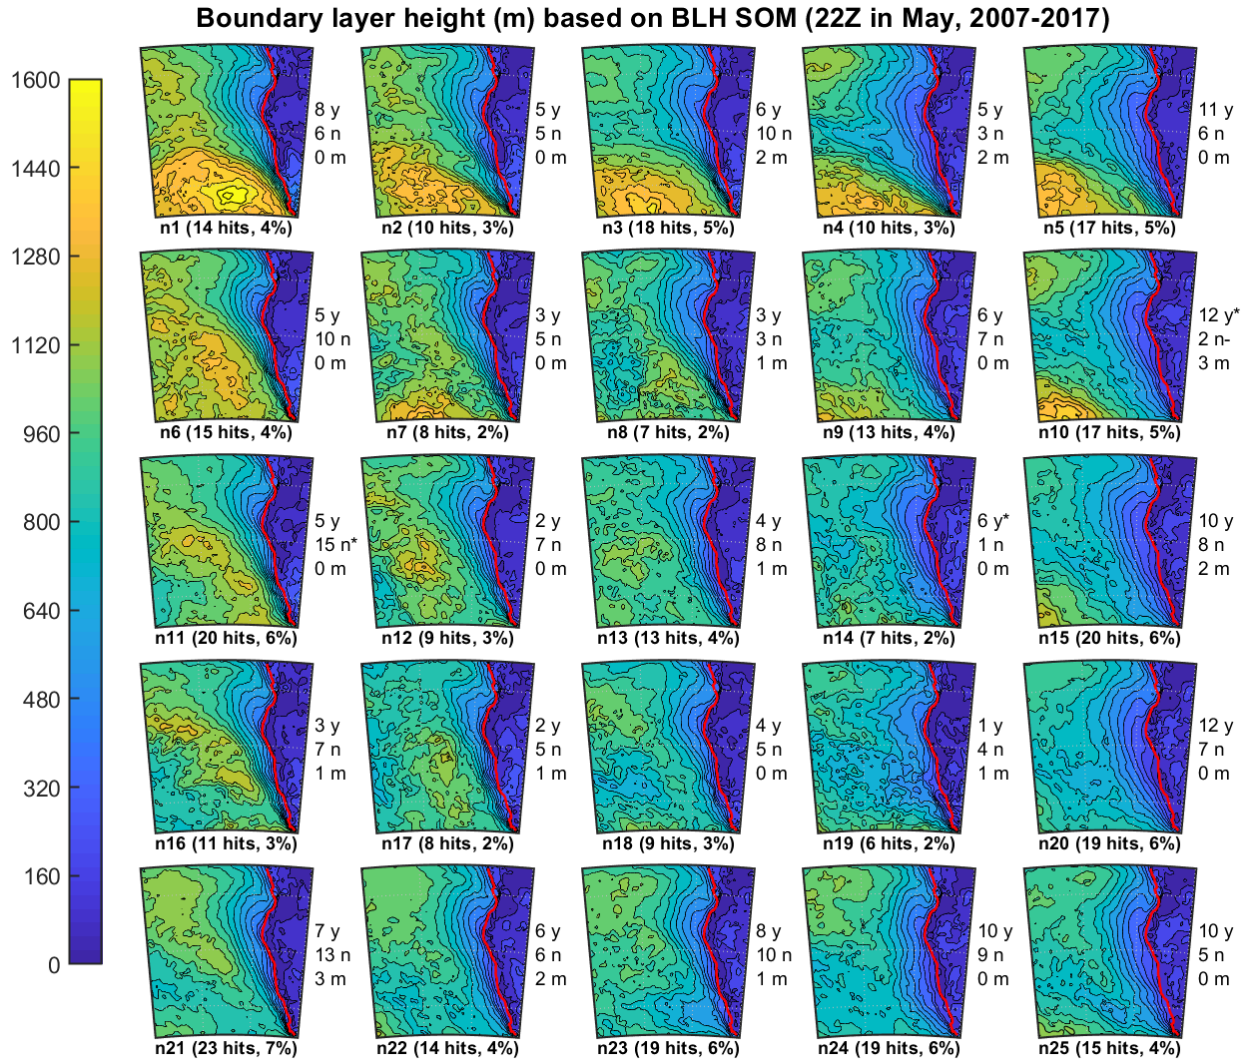 Boundary layer height (m) based on BLH SOM (22Z in May, 2007-2017)
1600
1440
1280
1120
960
800
640
480
320
160
0
8 y
6 n
0 m
n1 (14 hits, 4%)
5 y
5 n
0 m
n2 (10 hits, 3%)
6 y
10 n
2 m
n3 (18 hits, 5%)
5 y
3 n
2 m
n4 (10 hits, 3%)
11 y
6 n
0 m
n5 (17 hits, 5%)
5 y
10 n
0 m
n6 (15 hits, 4%)
3 y
5 n
0 m
n7 (8 hits, 2%)
3 y
3 n
1 m
n8 (7 hits, 2%)
6 y
7 n
0 m
n9 (13 hits, 4%)
12 y*
2 n-
3 m
n10 (17 hits, 5%)
5 y
15 n*
0 m
n11 (20 hits, 6%)
2 y
7 n
0 m
n12 (9 hits, 3%)
4 y
8 n
1 m
n13 (13 hits, 4%)
6 y*
1 n
0 m
n14 (7 hits, 2%)
10 y
8 n
2 m
n15 (20 hits, 6%)
3 y
7 n
1 m
n16 (11 hits, 3%)
2 y
5 n
1 m
n17 (8 hits, 2%)
4 y
5 n
0 m
n18 (9 hits, 3%)
1 y
4 n
1 m
n19 (6 hits, 2%)
12 y
7 n
0 m
n20 (19 hits, 6%)
7 y
13 n
3 m
n21 (23 hits, 7%)
6 y
6 n
2 m
n22 (14 hits, 4%)
8 y
10 n
1 m
n23 (19 hits, 6%)
10 y
9 n
0 m
n24 (19 hits, 6%)
10 y
5 n
0 m
n25 (15 hits, 4%)